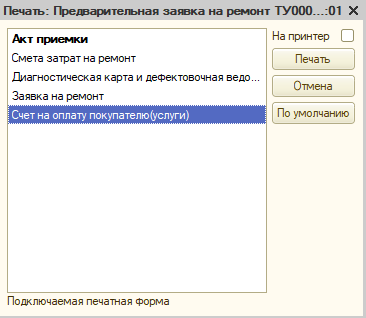 Печать: Предварительная заявка на ремонт ТУ000...:01
Акт приемки
Смета затрат на ремонт
Диагностическая карта и дефектовочная ведо...
Заявка на ремонт
Счет на оплату покупателю(услуги)
На принтер
Печать
Отмена
По умолчанию
Подключаемая печатная форма